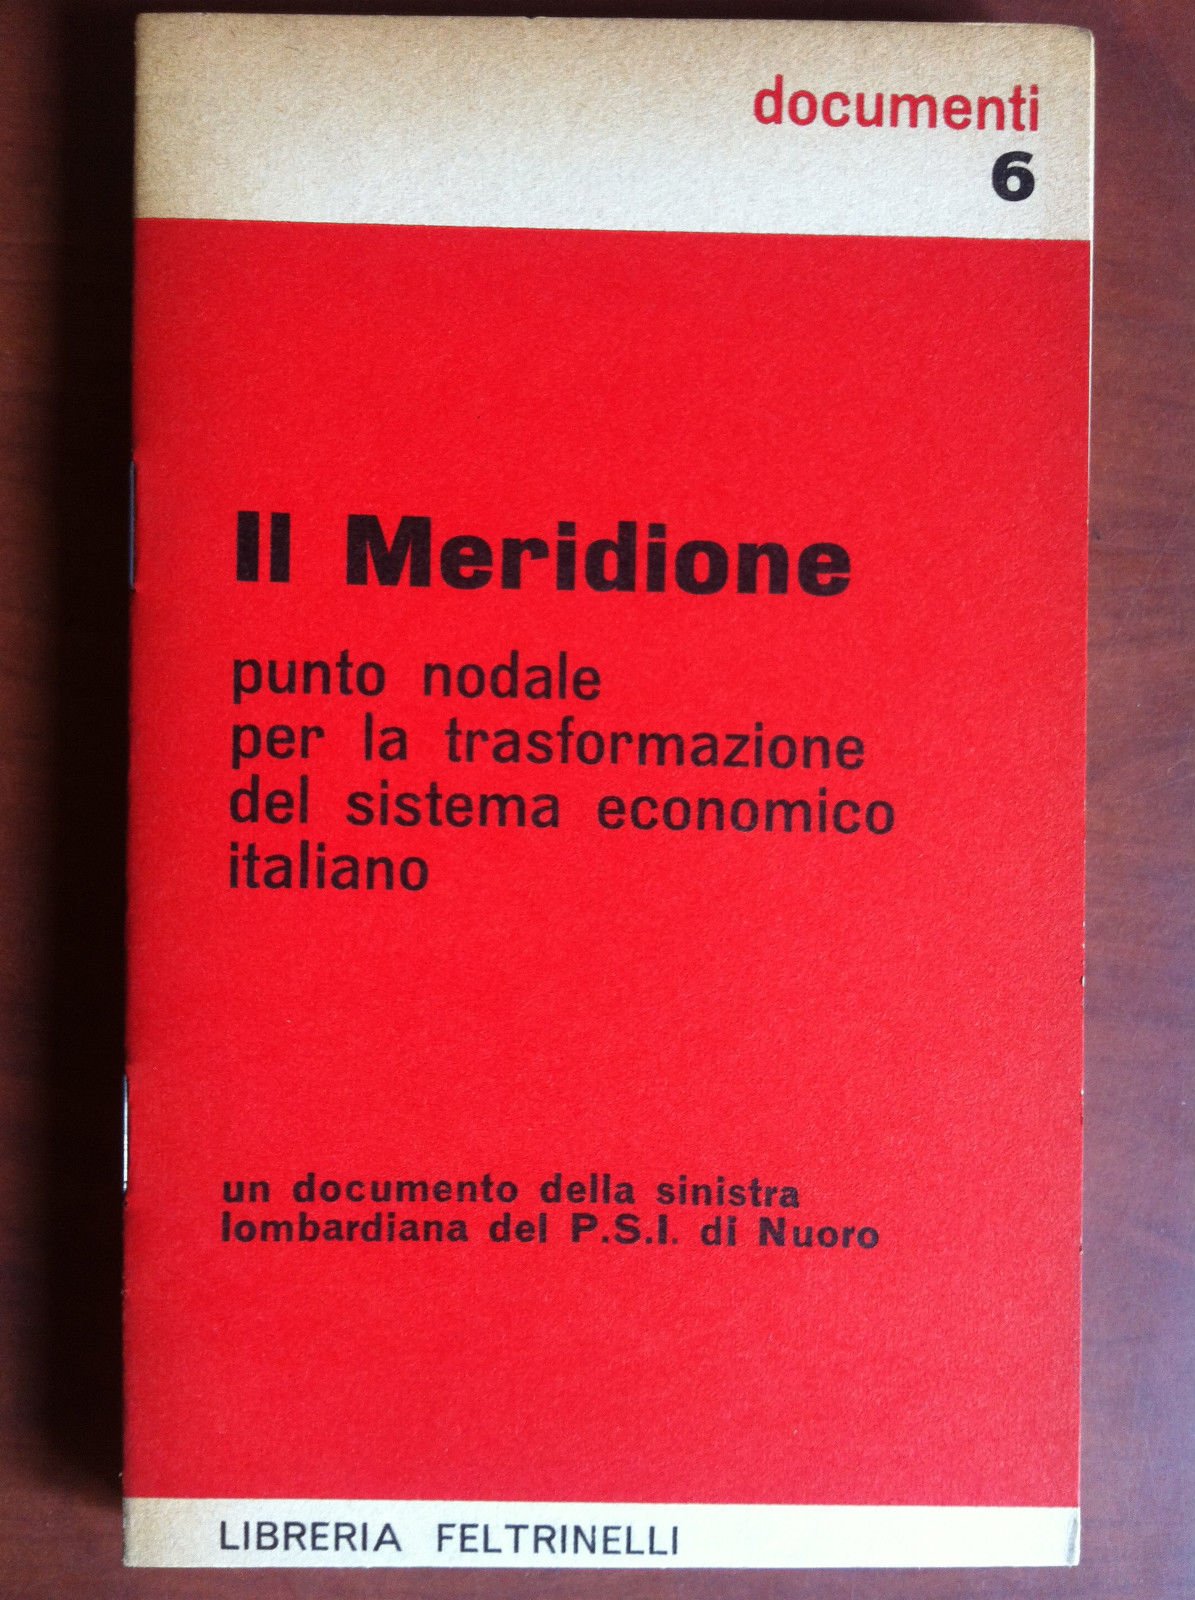 documenti
6
Il Meridione
punto nodale
per la trasformazione
del sistema economico
italiano
un documento della sinistra
lombardiana del P.S.I. di Nuoro
LIBRERIA FELTRINELLI